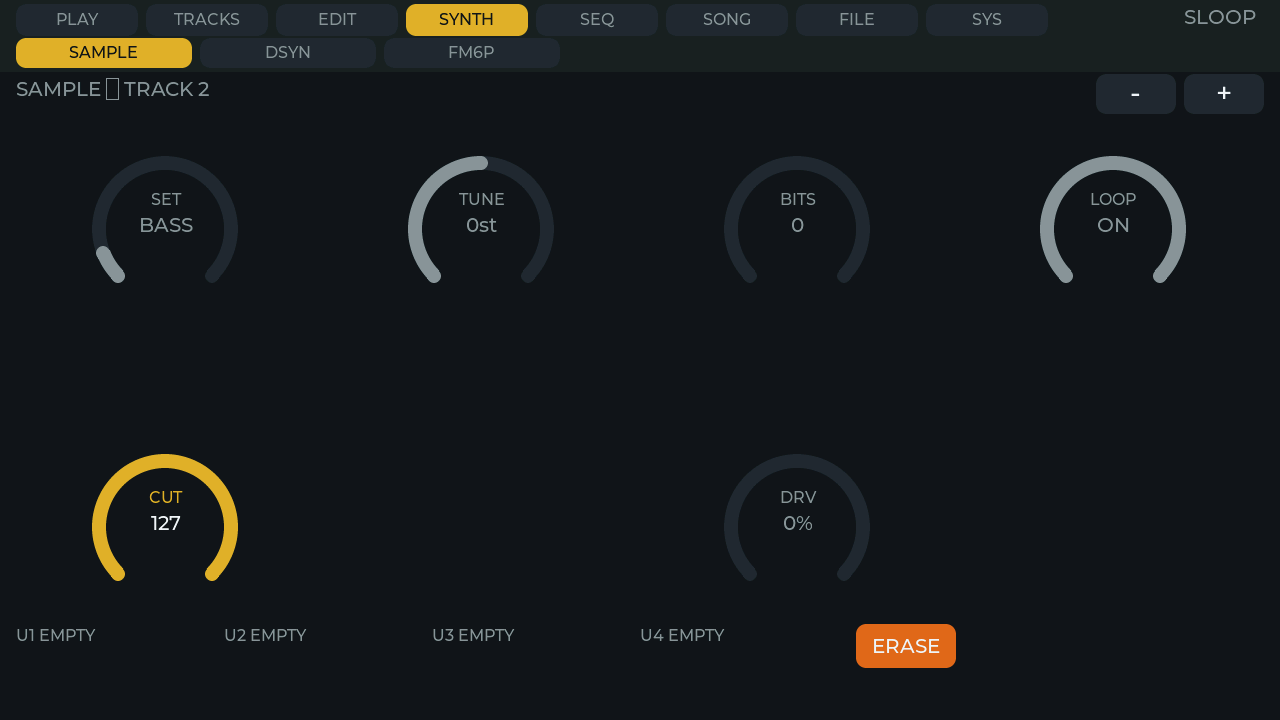 PLAY TRACKS EDIT SYNTH SEQ SONG FILE SYS SLOOP
SAMPLE DSYN FM6P
SAMPLE TRACK 2 - +
SET TUNE BITS LOOP
BASS 0st 0 ON
CUT DRV
127 0%
U1 EMPTY U2 EMPTY U3 EMPTY U4 EMPTY ERASE